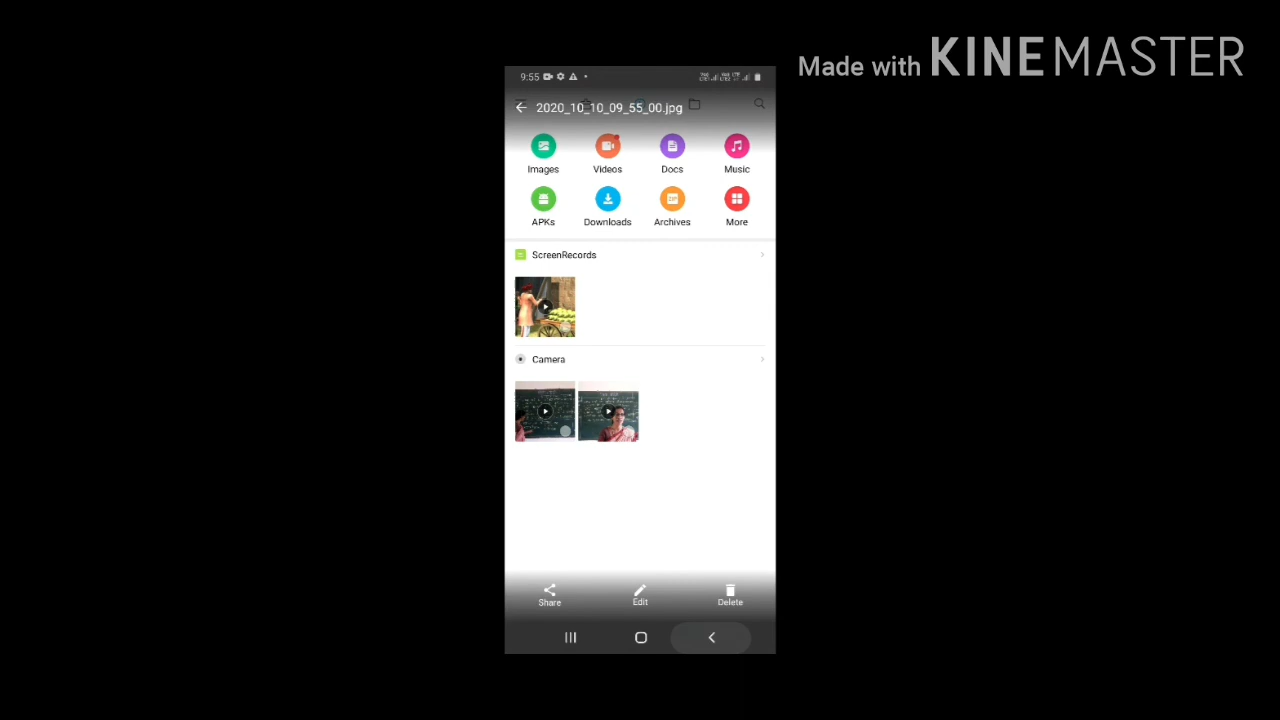 Made with KINEMASTER
9:55
2020_10_10_09_55_00.jpg
Images Videos Docs Music
APKs Downloads Archives More
ScreenRecords
Camera
Share Edit Delete